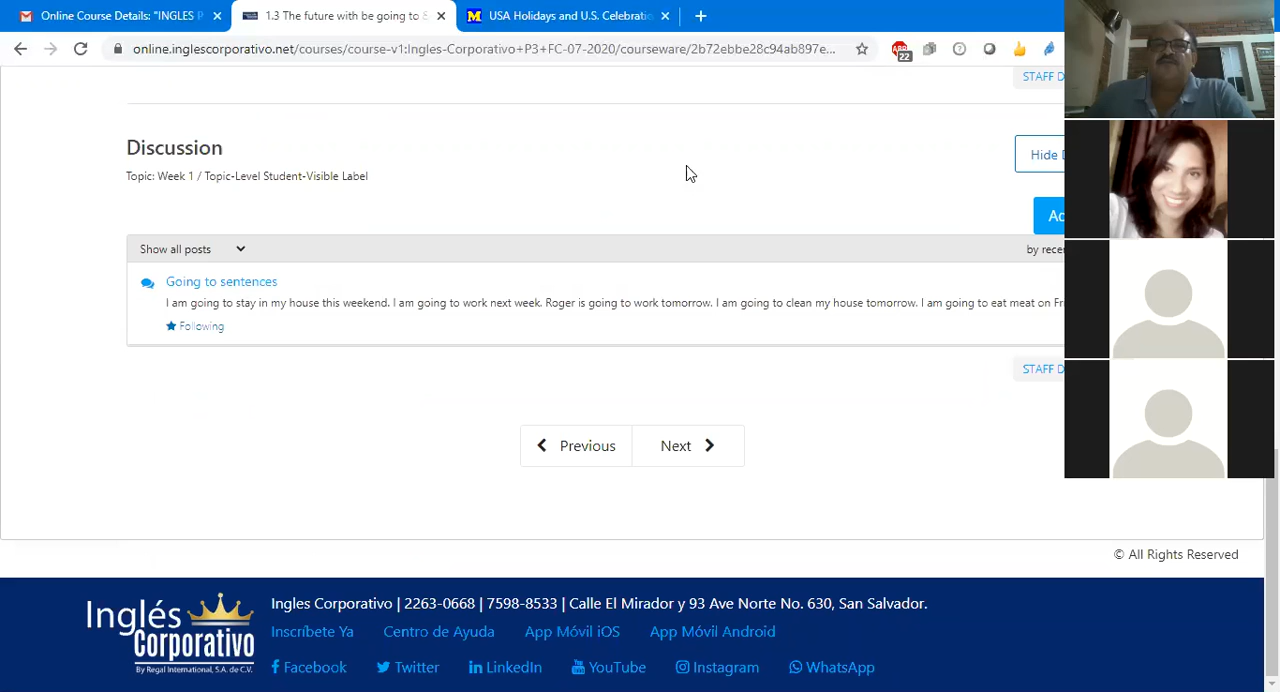 Online Course Details: "INGLES P
1.3 The future with be going to S
USA Holidays and U.S. Celebratio
online.inglescorporativo.net/courses/course-v1:Ingles-Corporativo+P3+FC-07-2020/courseware/2b72ebbe28c94ab897e...
ABP
22
STAFF D
Discussion
Hide D
Topic: Week 1 / Topic-Level Student-Visible Label
Ad
Show all posts
by rece
Going to sentences
I am going to stay in my house this weekend. I am going to work next week. Roger is going to work tomorrow. I am going to clean my house tomorrow. I am going to eat meat on Fri
Following
STAFF D
Previous
Next
© All Rights Reserved
Inglés Corporativo
By Regal International, S.A. de C.V.
Ingles Corporativo | 2263-0668 | 7598-8533 | Calle El Mirador y 93 Ave Norte No. 630, San Salvador.
Inscríbete Ya Centro de Ayuda App Móvil iOS App Móvil Android
Facebook Twitter LinkedIn YouTube Instagram WhatsApp